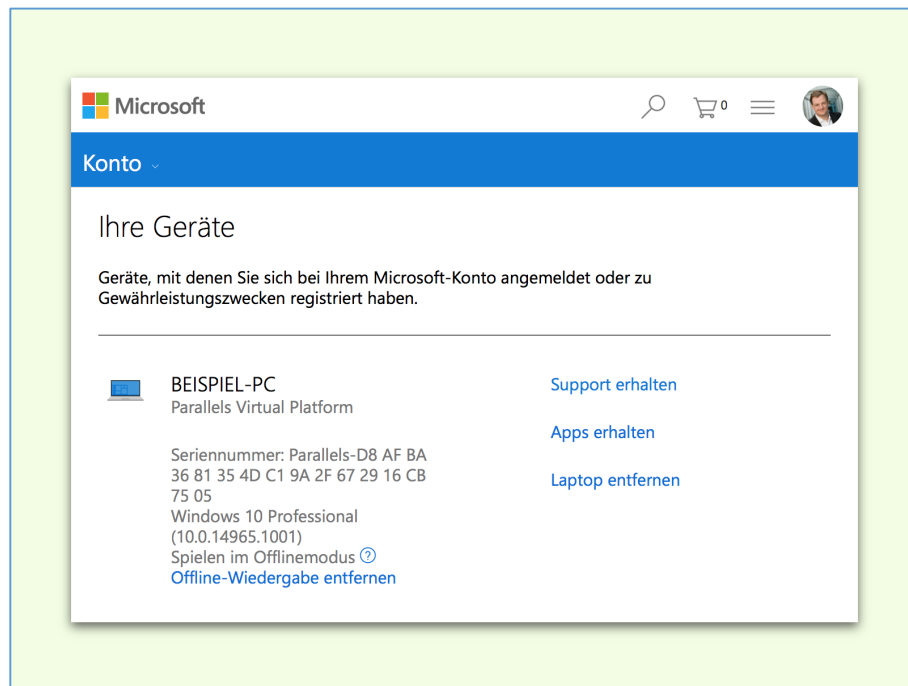 Microsoft
0
Konto
Ihre Geräte
Geräte, mit denen Sie sich bei Ihrem Microsoft-Konto angemeldet oder zu
Gewährleistungszwecken registriert haben.
BEISPIEL-PC
Parallels Virtual Platform
Seriennummer: Parallels-D8 AF BA
36 81 35 4D C1 9A 2F 67 29 16 CB
75 05
Windows 10 Professional
(10.0.14965.1001)
Spielen im Offlinemodus ?
Offline-Wiedergabe entfernen
Support erhalten
Apps erhalten
Laptop entfernen